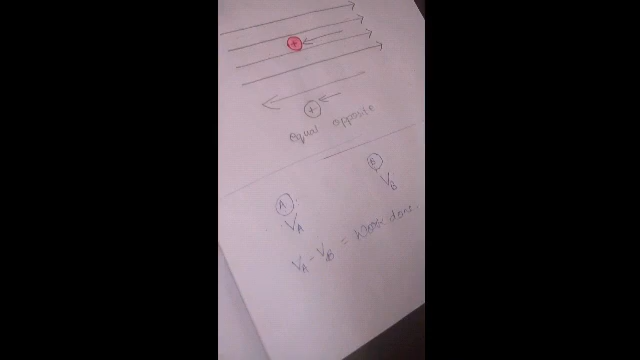 +
+
equal opposite
A
B
V_A
V_B
V_A - V_B = Work done.